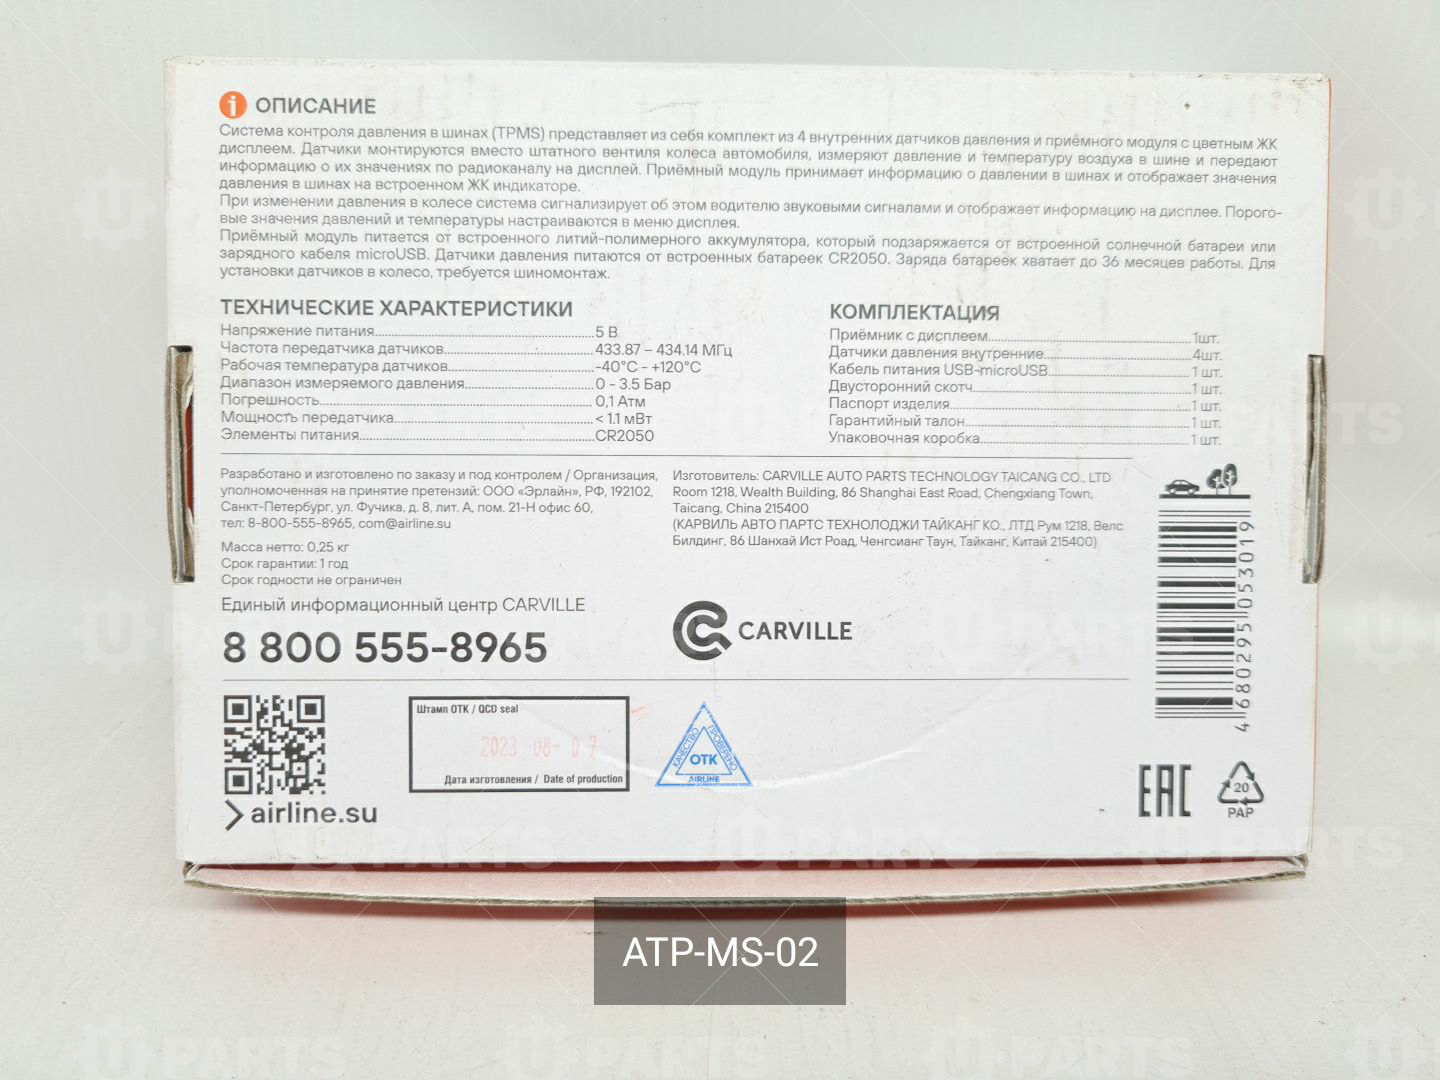 ОПИСАНИЕ
Система контроля давления в шинах (TPMS) представляет из себя комплект из 4 внутренних датчиков давления и приёмного модуля с цветным ЖК
дисплеем. Датчики монтируются вместо штатного вентиля колеса автомобиля, измеряют давление и температуру воздуха в шине и передают
информацию о их значениях по радиоканалу на дисплей. Приёмный модуль принимает информацию о давлении в шинах и отображает значения
давления в шинах на встроенном ЖК индикаторе.
При изменении давления в колесе система сигнализирует об этом водителю звуковыми сигналами и отображает информацию на дисплее. Порого-
вые значения давлений и температуры настраиваются в меню дисплея.
Приёмный модуль питается от встроенного литий-полимерного аккумулятора, который подзаряжается от встроенной солнечной батареи или
зарядного кабеля microUSB. Датчики давления питаются от встроенных батареек CR2050. Заряда батареек хватает до 36 месяцев работы. Для
установки датчиков в колесо, требуется шиномонтаж.
ТЕХНИЧЕСКИЕ ХАРАКТЕРИСТИКИ
Напряжение питания 5 В
Частота передатчика датчиков 433.87 – 434.14 МГц
Рабочая температура датчиков -40°C - +120°C
Диапазон измеряемого давления 0 - 3.5 Бар
Погрешность 0,1 Атм
Мощность передатчика < 1.1 мВт
Элементы питания CR2050
КОМПЛЕКТАЦИЯ
Приёмник с дисплеем 1шт.
Датчики давления внутренние 4шт.
Кабель питания USB-microUSB 1 шт.
Двусторонний скотч 1 шт.
Паспорт изделия 1 шт.
Гарантийный талон 1 шт.
Упаковочная коробка 1 шт.
Разработано и изготовлено по заказу и под контролем / Организация,
уполномоченная на принятие претензий: ООО «Эрлайн», РФ, 192102,
Санкт-Петербург, ул. Фучика, д. 8, лит. А, пом. 21-Н офис 60,
тел: 8-800-555-8965, com@airline.su
Масса нетто: 0,25 кг
Срок гарантии: 1 год
Срок годности не ограничен
Изготовитель: CARVILLE AUTO PARTS TECHNOLOGY TAICANG CO., LTD
Room 1218, Wealth Building, 86 Shanghai East Road, Chengxiang Town,
Taicang, China 215400
(КАРВИЛЬ АВТО ПАРТС ТЕХНОЛОДЖИ ТАЙКАНГ КО., ЛТД Рум 1218, Велс
Билдинг, 86 Шанхай Ист Роад, Ченгсианг Таун, Тайканг, Китай 215400)
Единый информационный центр CARVILLE
8 800 555-8965
CARVILLE
4 680295 053019
Штамп ОТК / QCD seal
2023 -08- 07
Дата изготовления / Date of production
КАЧЕСТВО
ПРОВЕРЕНО
ОТК
AIRLINE
airline.su
EAC
20
PAP
ATP-MS-02
U PARTS